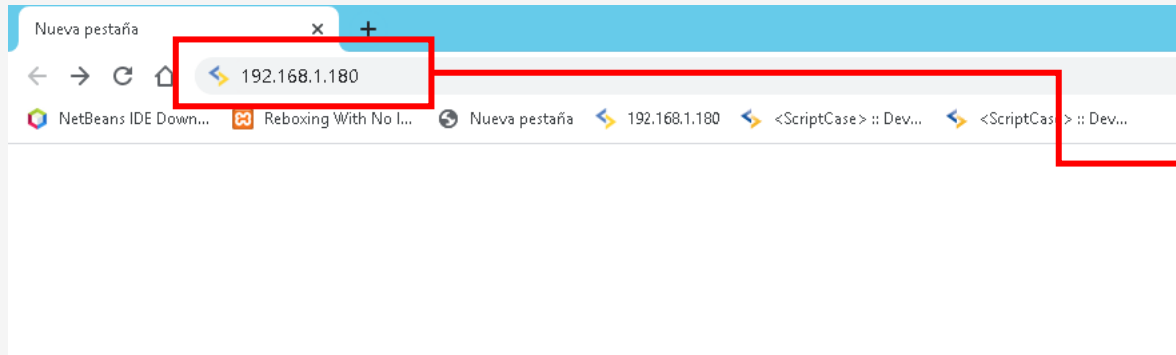 Nueva pestaña
192.168.1.180
NetBeans IDE Down... Reboxing With No I... Nueva pestaña 192.168.1.180 <ScriptCase> :: Dev... <ScriptCase> :: Dev...